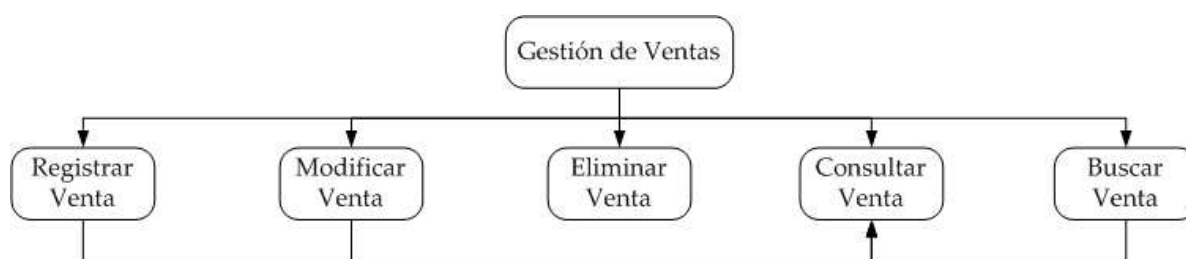 Gestión de Ventas
Registrar
Venta
Modificar
Venta
Eliminar
Venta
Consultar
Venta
Buscar
Venta